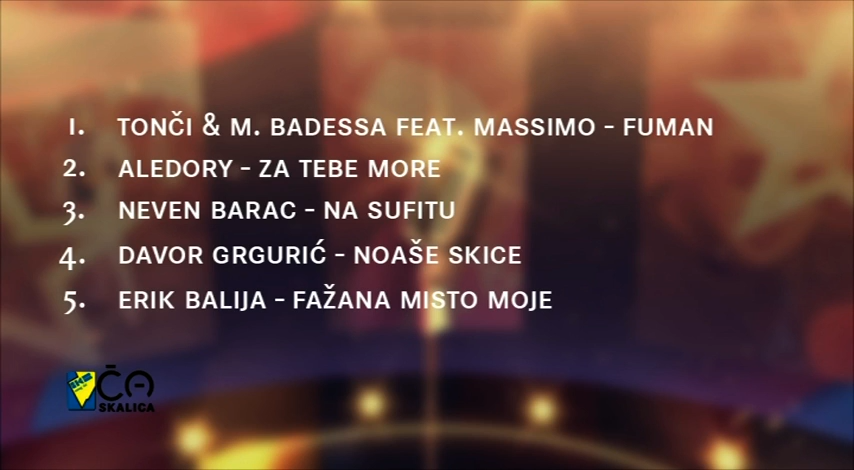 1. TONČI & M. BADESSA FEAT. MASSIMO - FUMAN
2. ALEDORY - ZA TEBE MORE
3. NEVEN BARAC - NA SUFITU
4. DAVOR GRGURIĆ - NOAŠE SKICE
5. ERIK BALIJA - FAŽANA MISTO MOJE
ČA
SKALICA